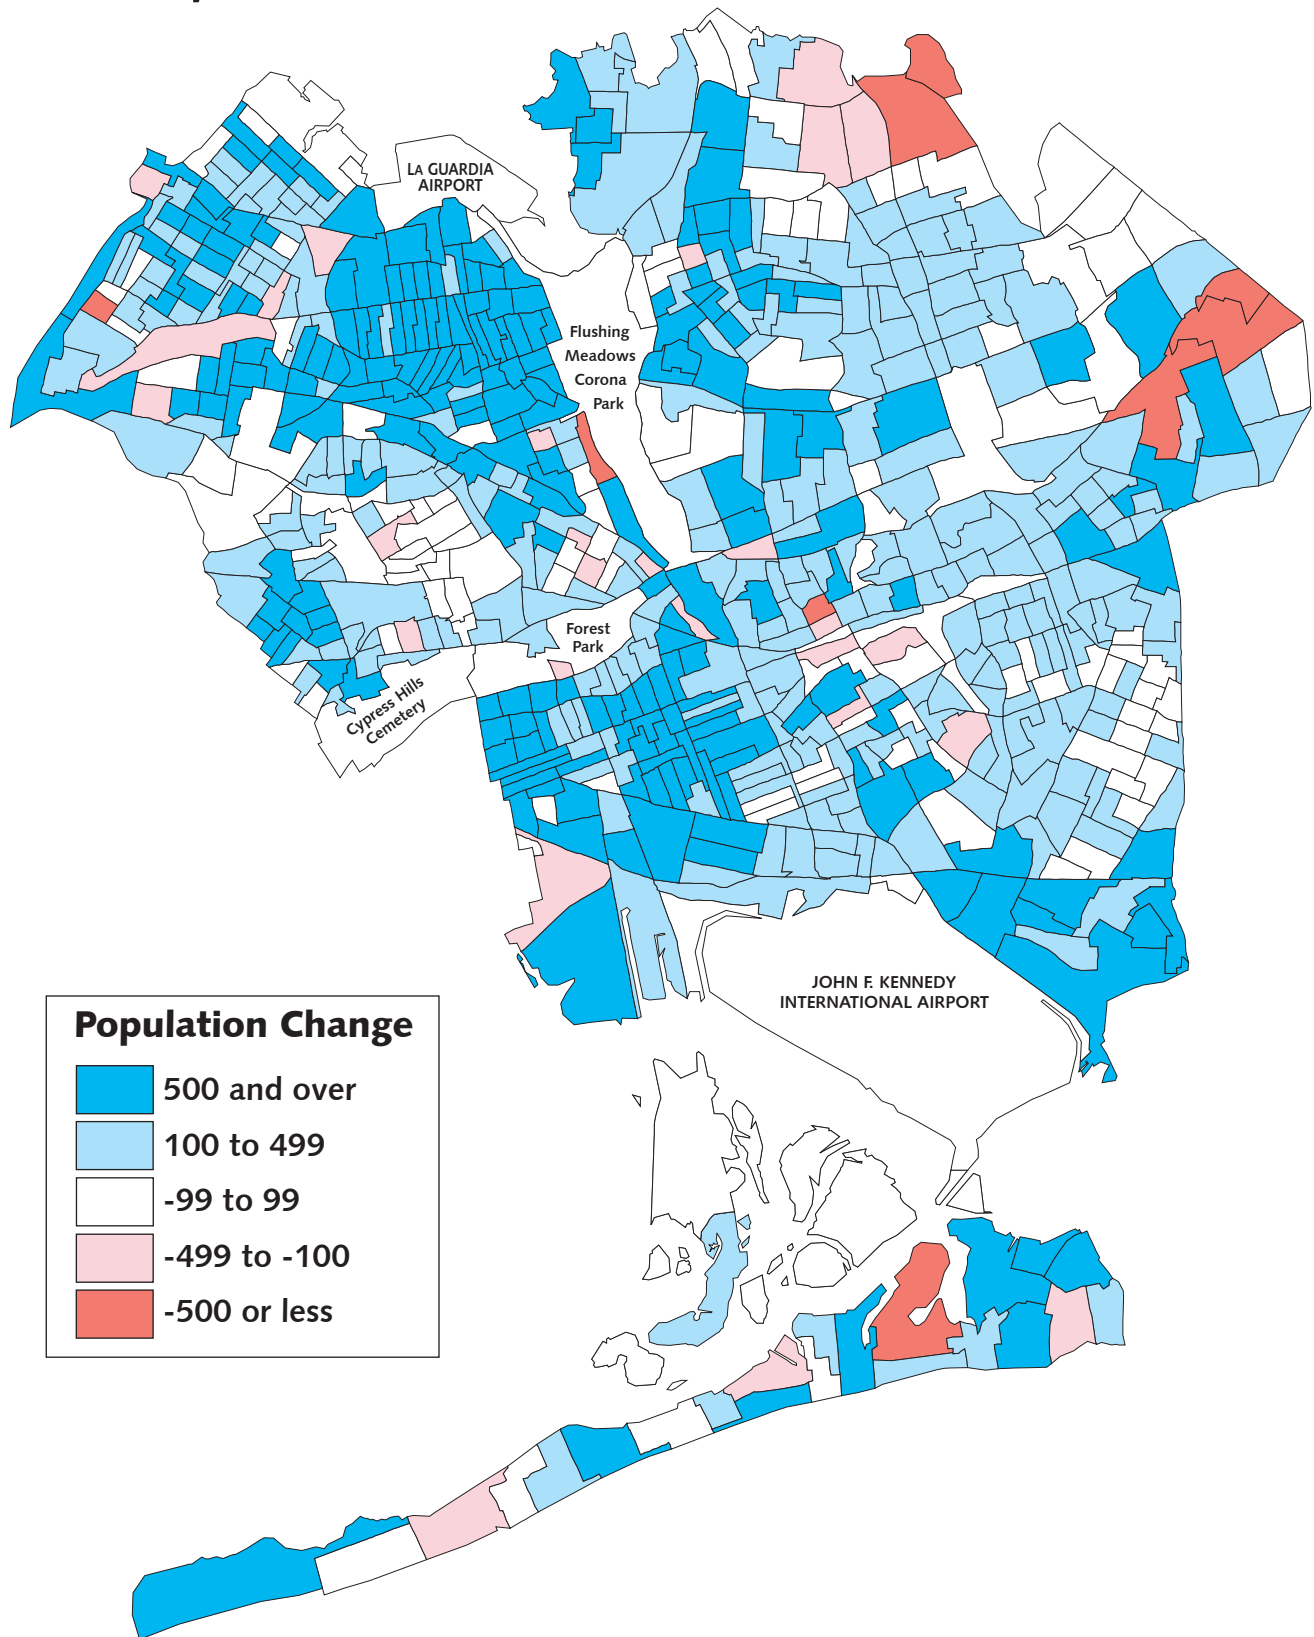 LA GUARDIA
AIRPORT
Flushing
Meadows
Corona
Park
Forest
Park
Cypress Hills
Cemetery
JOHN F. KENNEDY
INTERNATIONAL AIRPORT
Population Change
500 and over
100 to 499
-99 to 99
-499 to -100
-500 or less